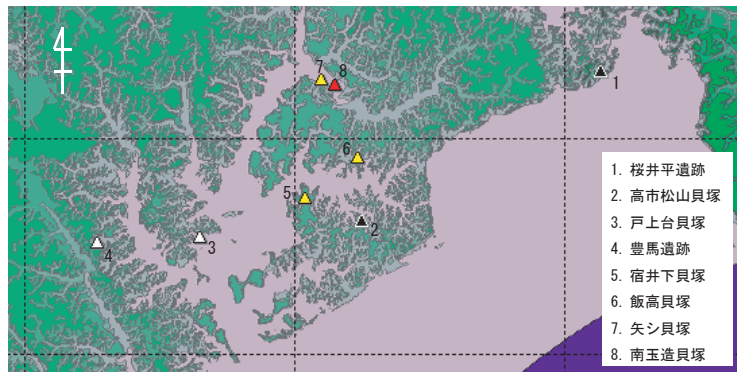 7
8
1
6
5
2
3
4
1. 桜井平遺跡
2. 高市松山貝塚
3. 戸上台貝塚
4. 豊馬遺跡
5. 宿井下貝塚
6. 飯高貝塚
7. 矢シ貝塚
8. 南玉造貝塚